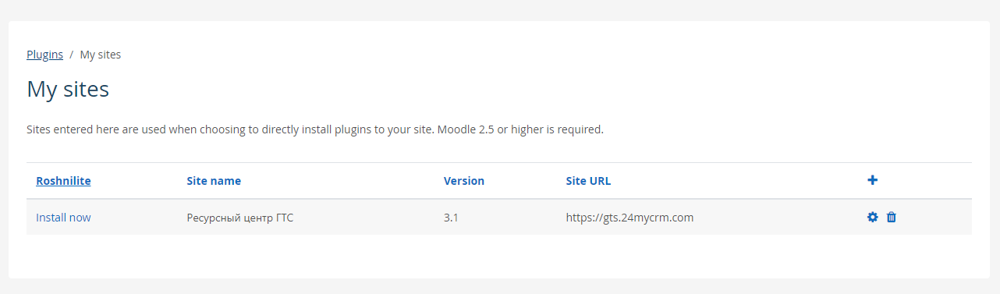 Plugins / My sites
My sites
Sites entered here are used when choosing to directly install plugins to your site. Moodle 2.5 or higher is required.
Roshnilite Site name Version Site URL
Install now Ресурсный центр ГТС 3.1 https://gts.24mycrm.com